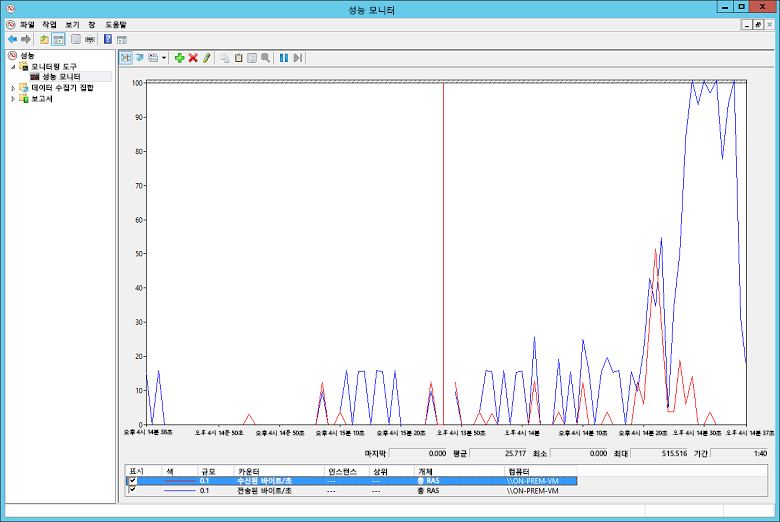 성능 모니터
파일 작업 보기 창 도움말
성능
모니터링 도구
성능 모니터
데이터 수집기 집합
보고서
100
90
80
70
60
50
40
30
20
10
0
오후 4시 14분 38초 오후 4시 14분 50초 오후 4시 15분 10초 오후 4시 15분 20초 오후 4시 13분 50초 오후 4시 14분 오후 4시 14분 10초 오후 4시 14분 20초 오후 4시 14분 30초 오후 4시 14분 37초
마지막 0.000 평균 25.717 최소 0.000 최대 515.516 기간 1:40
표시 색 규모 카운터 인스턴스 상위 개체 컴퓨터
0.1 수신된 바이트/초 --- --- 총 RAS \\ON-PREM-VM
0.1 전송된 바이트/초 --- --- 총 RAS \\ON-PREM-VM